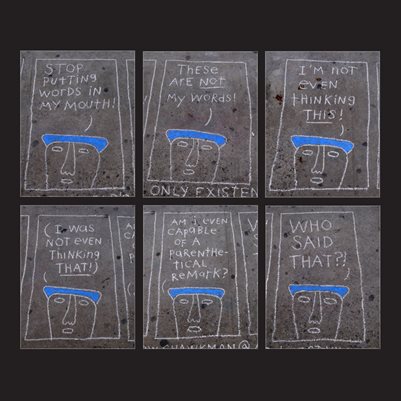 STOP
PUTTING
WORDS IN
MY MOUTH!
THESE
ARE NOT
MY WORDS!
ONLY EXISTEN
I'M NOT
EVEN
THINKING
THIS!
(I WAS
NOT EVEN
THINKING
THAT!)
AM I EVEN
CAPABLE
OF A
PARENTHE-
TICAL
REMARK?
CHAWKMAN@
WHO
SAID
THAT?!